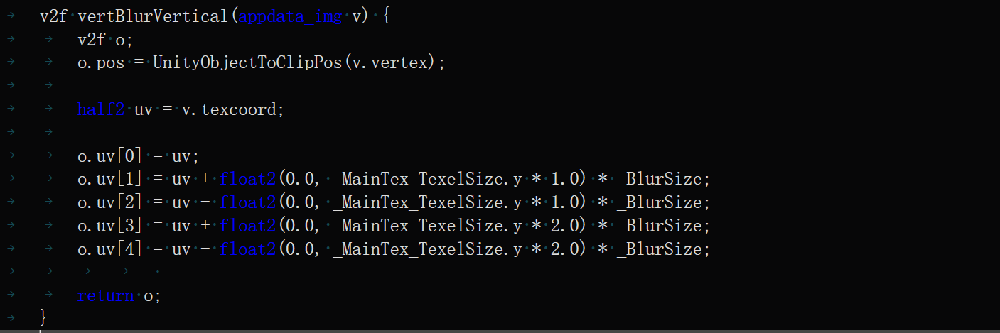 v2f vertBlurVertical(appdata_img v) {
v2f o;
o.pos = UnityObjectToClipPos(v.vertex);
half2 uv = v.texcoord;
o.uv[0] = uv;
o.uv[1] = uv + float2(0.0, _MainTex_TexelSize.y * 1.0) * _BlurSize;
o.uv[2] = uv - float2(0.0, _MainTex_TexelSize.y * 1.0) * _BlurSize;
o.uv[3] = uv + float2(0.0, _MainTex_TexelSize.y * 2.0) * _BlurSize;
o.uv[4] = uv - float2(0.0, _MainTex_TexelSize.y * 2.0) * _BlurSize;
return o;
}